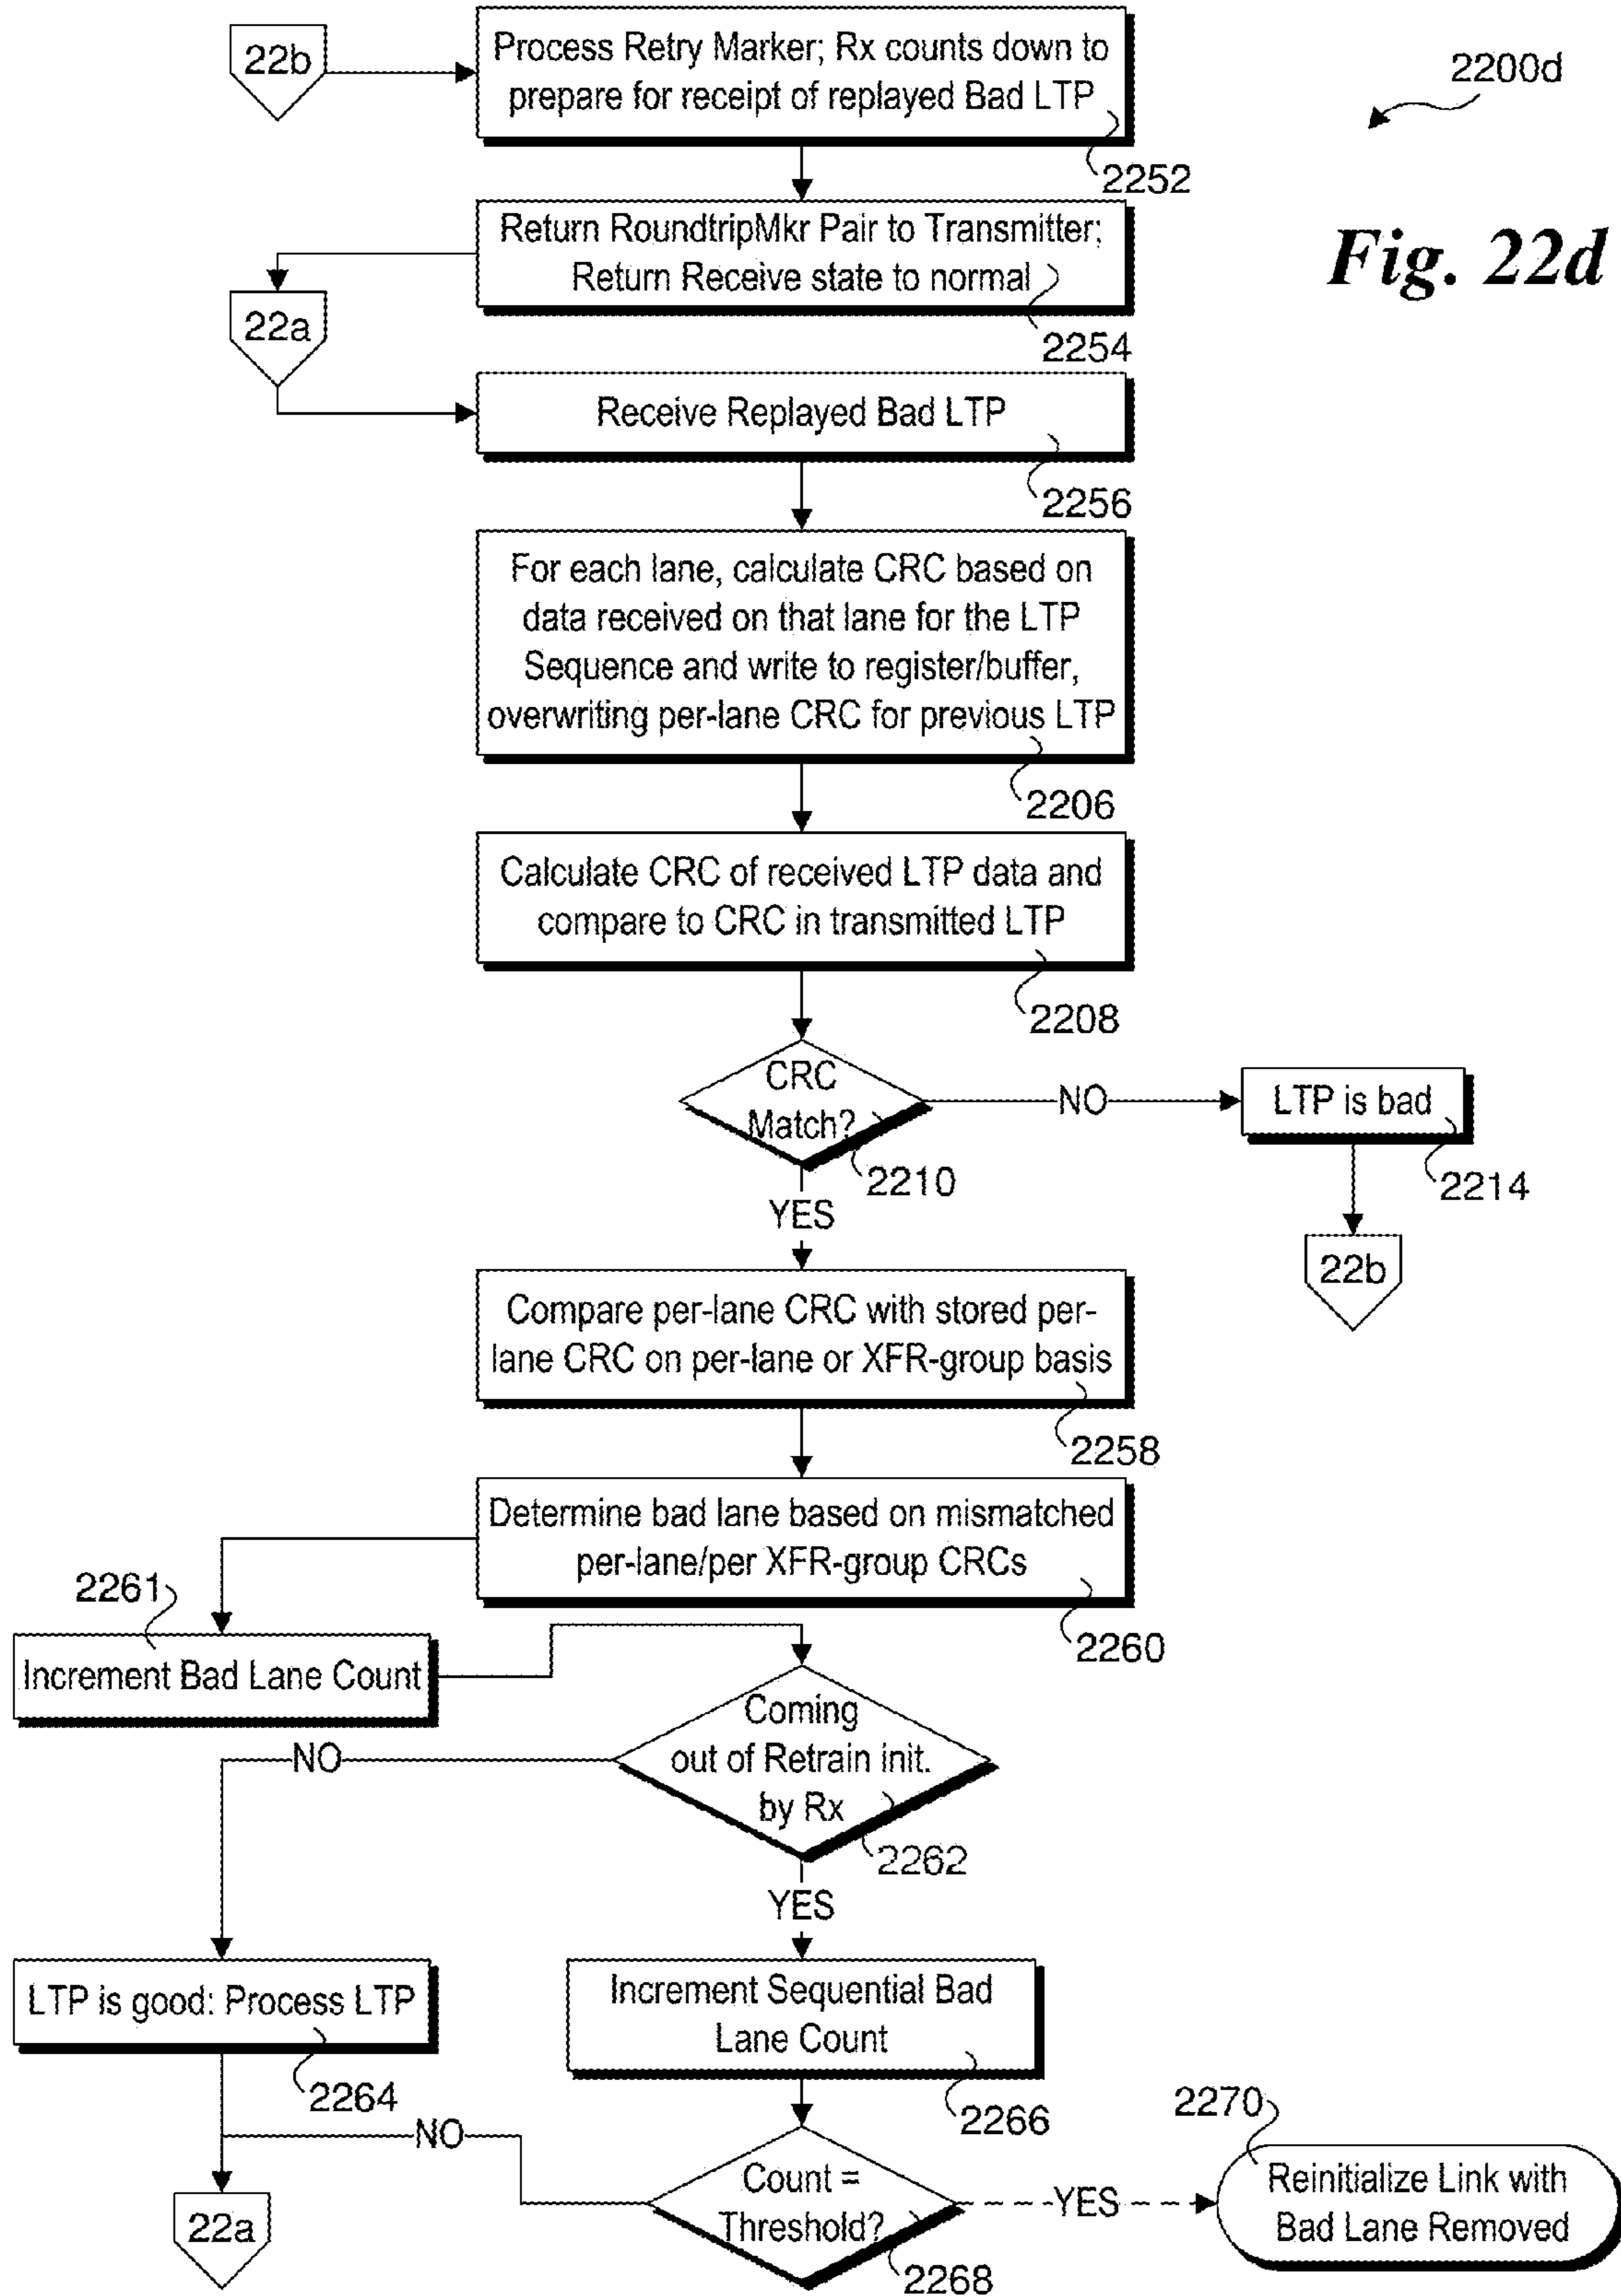 22b
Process Retry Marker; Rx counts down to
prepare for receipt of replayed Bad LTP
2252
2200d
Fig. 22d
Return RoundtripMkr Pair to Transmitter;
Return Receive state to normal
2254
22a
Receive Replayed Bad LTP
2256
For each lane, calculate CRC based on
data received on that lane for the LTP
Sequence and write to register/buffer,
overwriting per-lane CRC for previous LTP
2206
Calculate CRC of received LTP data and
compare to CRC in transmitted LTP
2208
CRC
Match?
2210
NO
LTP is bad
2214
22b
YES
Compare per-lane CRC with stored per-
lane CRC on per-lane or XFR-group basis
2258
Determine bad lane based on mismatched
per-lane/per XFR-group CRCs
2260
2261
Increment Bad Lane Count
Coming
out of Retrain init.
by Rx
2262
NO
YES
LTP is good: Process LTP
2264
Increment Sequential Bad
Lane Count
2266
NO
Count =
Threshold?
2268
YES
2270
Reinitialize Link with
Bad Lane Removed
22a